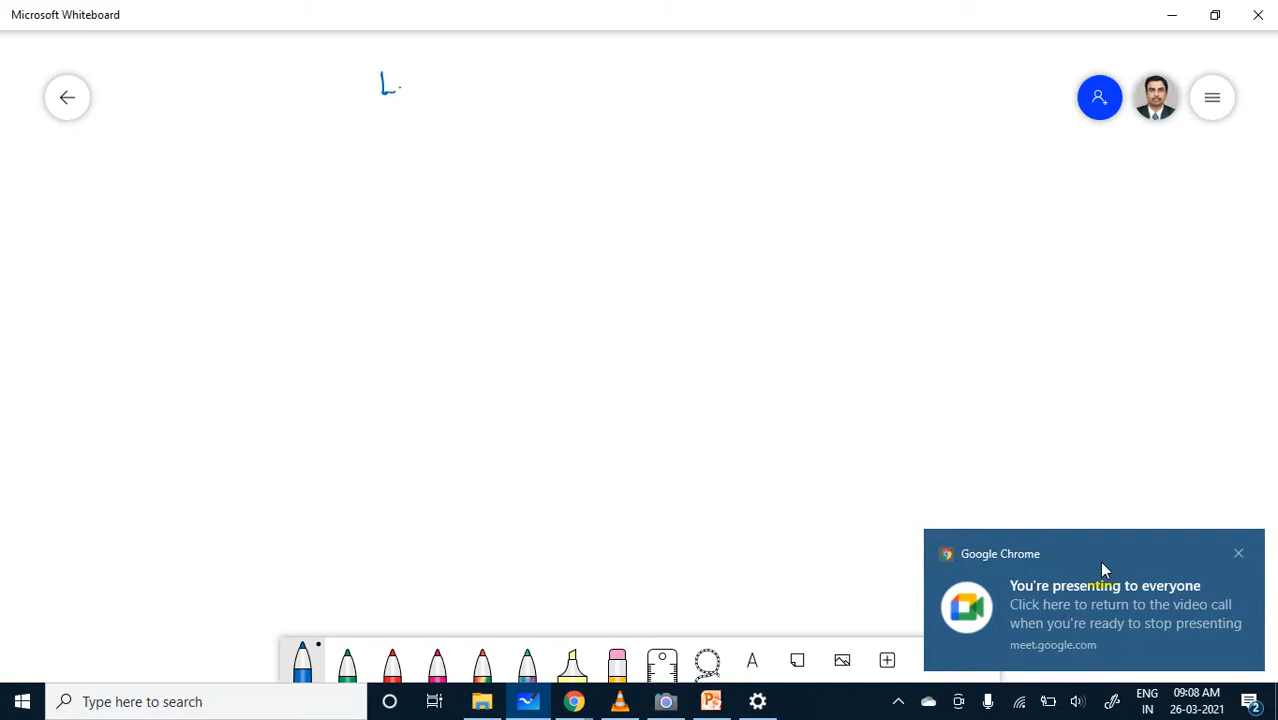 Microsoft Whiteboard
L.
Google Chrome
You're presenting to everyone
Click here to return to the video call
when you're ready to stop presenting
meet.google.com
A
Type here to search
ENG
IN
09:08 AM
26-03-2021
2